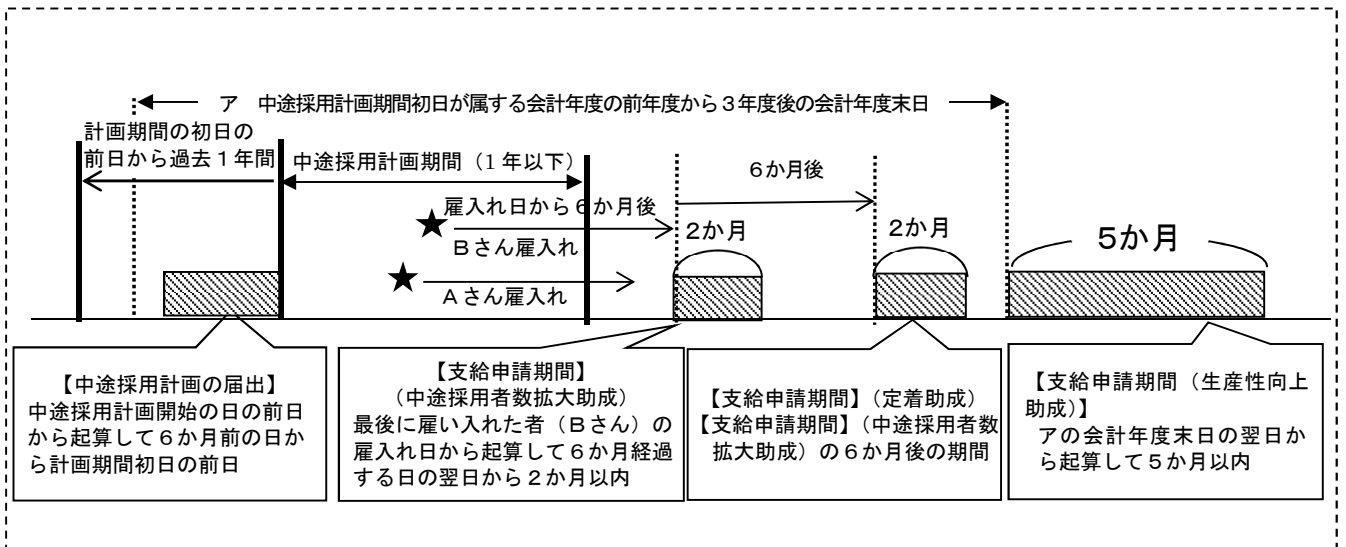 ア 中途採用計画期間初日が属する会計年度の前年度から３年度後の会計年度末日
計画期間の初日の
前日から過去１年間
中途採用計画期間（1 年以下）
６か月後
雇入れ日から６か月後
Ｂさん雇入れ
2か月
2か月
5か月
Ａさん雇入れ
【中途採用計画の届出】
中途採用計画開始の日の前日
から起算して６か月前の日か
ら計画期間初日の前日
【支給申請期間】
（中途採用者数拡大助成）
最後に雇い入れた者（Ｂさん）の
雇入れ日から起算して６か月経過
する日の翌日から２か月以内
【支給申請期間】（定着助成）
【支給申請期間】（中途採用者数
拡大助成）の６か月後の期間
【支給申請期間（生産性向上
助成）】
アの会計年度末日の翌日か
ら起算して５か月以内